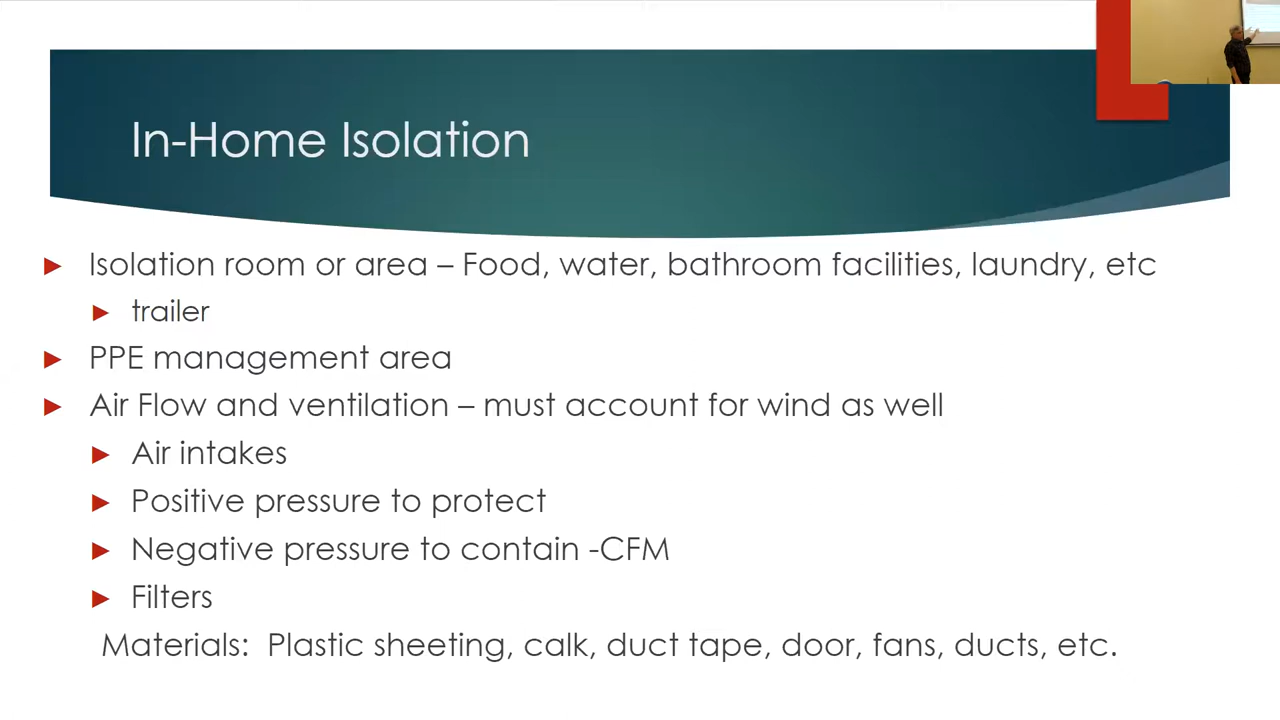 In-Home Isolation
Isolation room or area – Food, water, bathroom facilities, laundry, etc
trailer
PPE management area
Air Flow and ventilation – must account for wind as well
Air intakes
Positive pressure to protect
Negative pressure to contain -CFM
Filters
Materials:  Plastic sheeting, calk, duct tape, door, fans, ducts, etc.